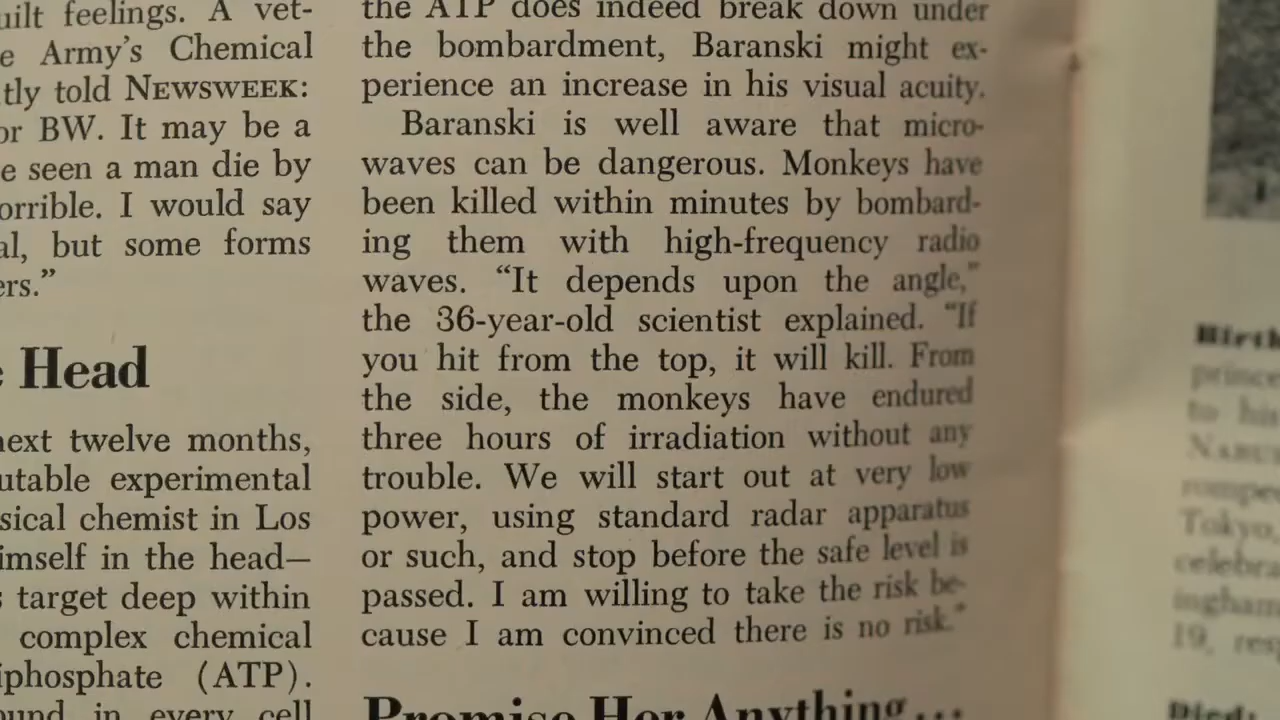 uilt feelings. A vet-
e Army's Chemical
tly told NEWSWEEK:
or BW. It may be a
e seen a man die by
orrible. I would say
al, but some forms
ers.”
e Head
next twelve months,
utable experimental
sical chemist in Los
imself in the head—
s target deep within
complex chemical
iphosphate (ATP).
ound in every cell
the ATP does indeed break down under
the bombardment, Baranski might ex-
perience an increase in his visual acuity.
Baranski is well aware that micro-
waves can be dangerous. Monkeys have
been killed within minutes by bombard-
ing them with high-frequency radio
waves. “It depends upon the angle,”
the 36-year-old scientist explained. “If
you hit from the top, it will kill. From
the side, the monkeys have endured
three hours of irradiation without any
trouble. We will start out at very low
power, using standard radar apparatus
or such, and stop before the safe level is
passed. I am willing to take the risk be-
cause I am convinced there is no risk.”
Promise Her Anything...
Birth
prince
to his
NARU
rompe
Tokyo,
celebra
ingham
19, resp
Died: